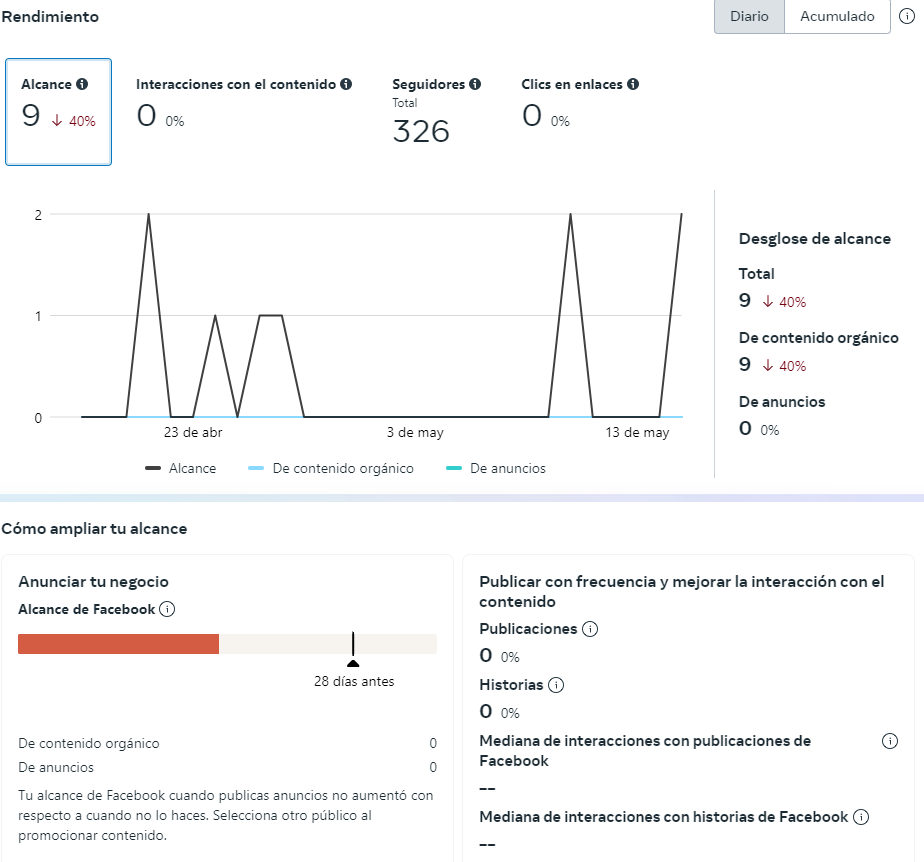 Rendimiento
Diario
Acumulado
Alcance
9 ↓ 40%
Interacciones con el contenido
0 0%
Seguidores
Total
326
Clics en enlaces
0 0%
2
1
0
23 de abr
3 de may
13 de may
Alcance
De contenido orgánico
De anuncios
Desglose de alcance
Total
9 ↓ 40%
De contenido orgánico
9 ↓ 40%
De anuncios
0 0%
Cómo ampliar tu alcance
Anunciar tu negocio
Alcance de Facebook
28 días antes
De contenido orgánico 0
De anuncios 0
Tu alcance de Facebook cuando publicas anuncios no aumentó con
respecto a cuando no lo haces. Selecciona otro público al
promocionar contenido.
Publicar con frecuencia y mejorar la interacción con el
contenido
Publicaciones
0 0%
Historias
0 0%
Mediana de interacciones con publicaciones de
Facebook
--
Mediana de interacciones con historias de Facebook
--